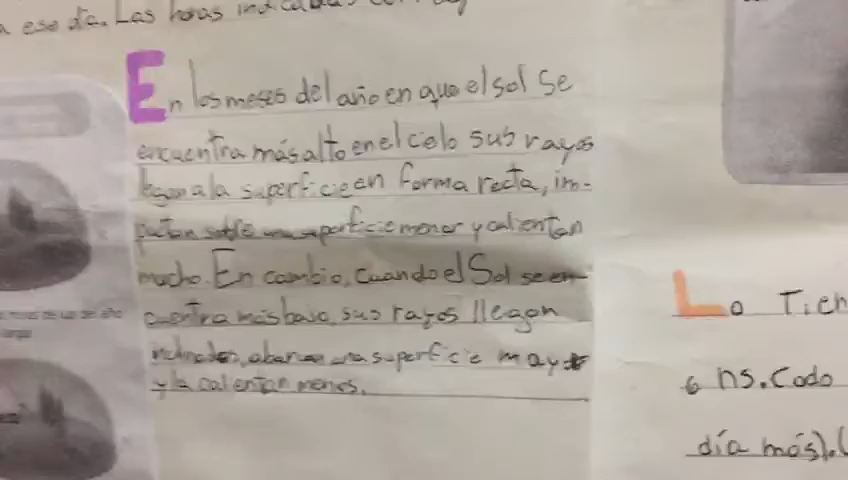 a ese día. Las horas indicadas
En los meses del año en que el sol se
encuentra más alto en el cielo sus rayos
llegan a la superficie en forma recta, im-
pactan sobre una superficie menor y calientan
mucho. En cambio, cuando el Sol se en-
cuentra más bajo, sus rayos llegan
inclinados, abarcan una superficie mayor
y la calientan menos.
La Tier
ns. Codo
día más).